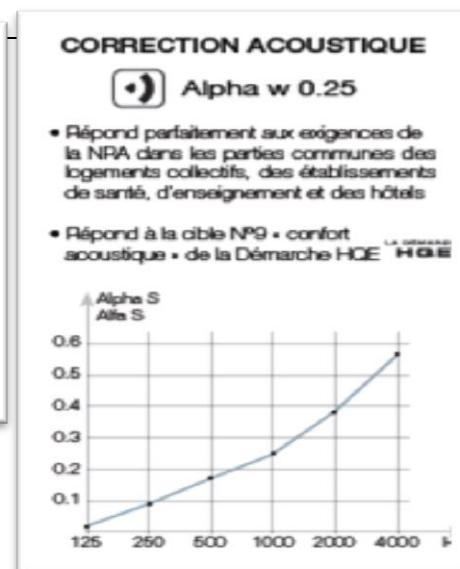 CORRECTION ACOUSTIQUE
Alpha w 0.25
• Répond parfaitement aux exigences de
la NRA dans les parties communes des
logements collectifs, des établissements
de santé, d'enseignement et des hôtels
• Répond à la cible N°9 « confort
acoustique » de la Démarche HQE
LA DÉMARC
HQE
Alpha S
Alfa S
0.6
0.5
0.4
0.3
0.2
0.1
125 250 500 1000 2000 4000